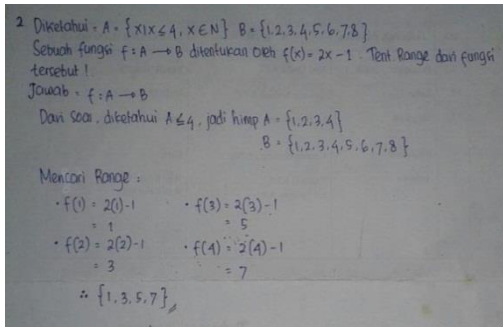 2 Diketahui = A = {x|x ≤ 4, x ∈ N} B = {1.2.3.4.5.6.7.8}
Sebuah fungsi f : A → B ditentukan oleh f(x) = 2x - 1. Tent. Range dari fungsi
tersebut!
Jawab = f : A → B
Dari soal, diketahui A ≤ 4, jadi himp A = {1.2.3.4}
B = {1.2.3.4.5.6.7.8}
Mencari Range :
• f(1) = 2(1)-1 • f(3) = 2(3)-1
= 1 = 5
• f(2) = 2(2)-1 • f(4) = 2(4)-1
= 3 = 7
∴ {1.3.5.7}